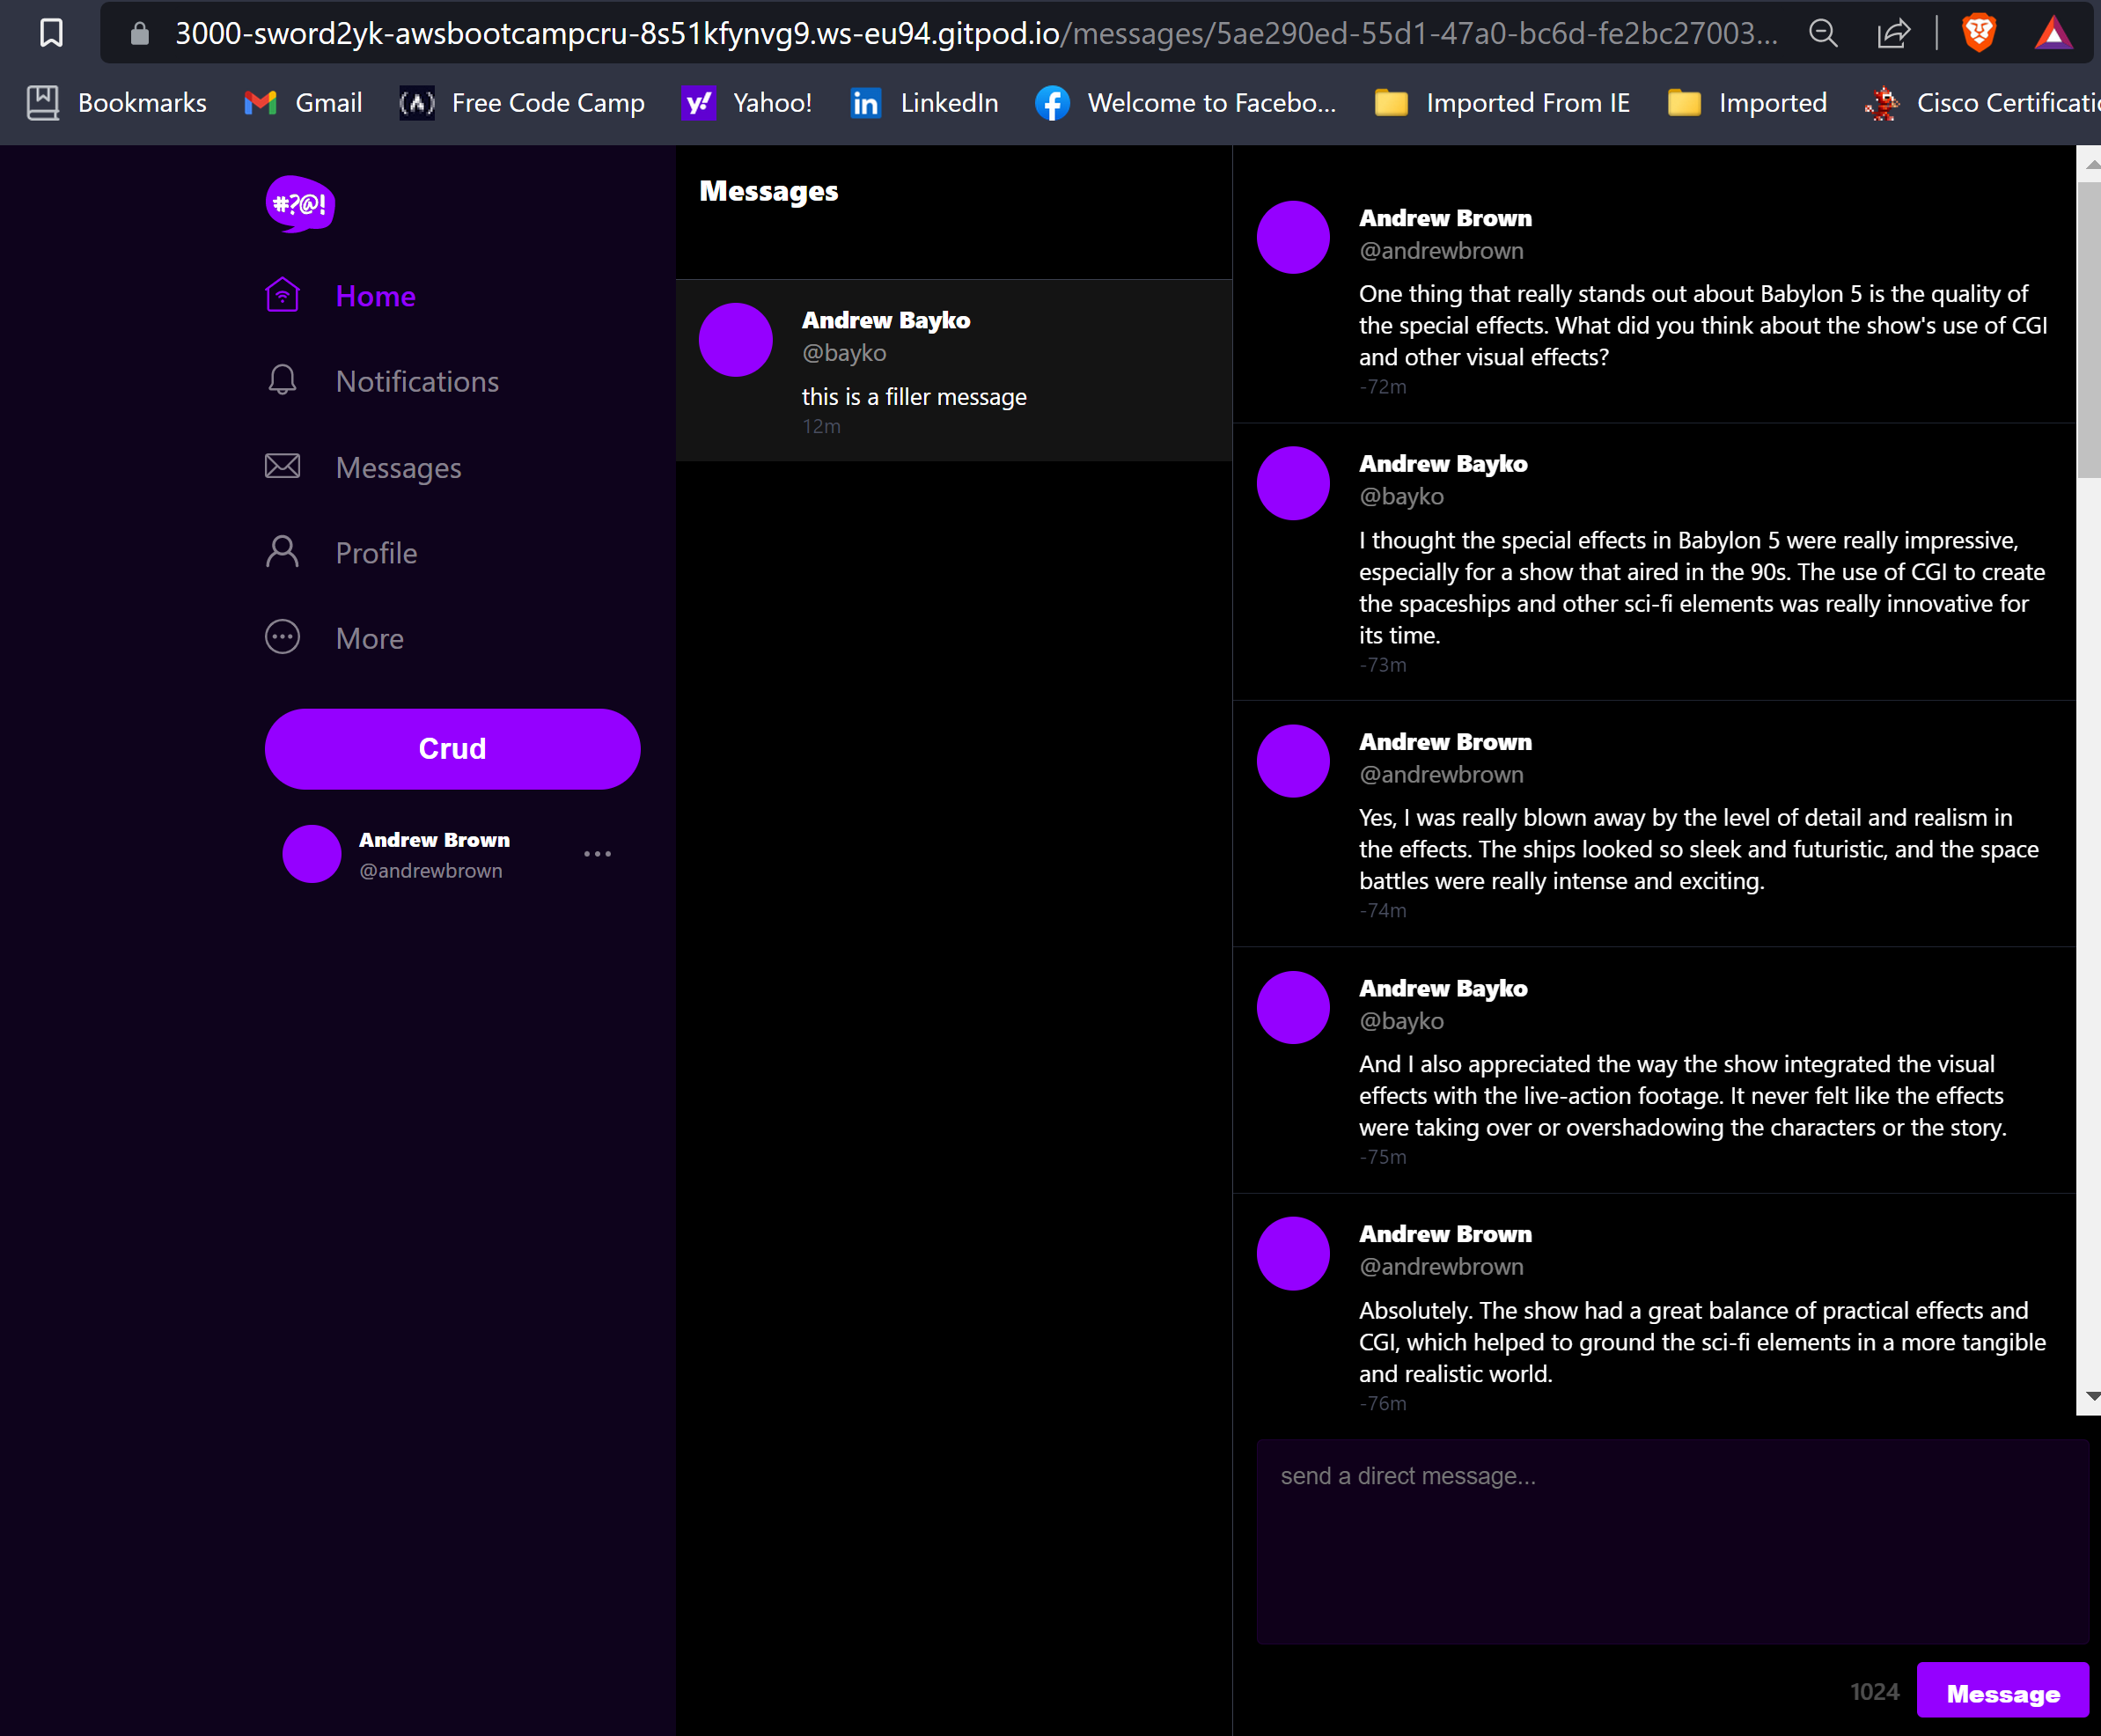 3000-sword2yk-awsbootcampcru-8s51kfynvg9.ws-eu94.gitpod.io/messages/5ae290ed-55d1-47a0-bc6d-fe2bc27003...
Bookmarks Gmail Free Code Camp Yahoo! LinkedIn Welcome to Facebo... Imported From IE Imported Cisco Certificati
#?@!
Home
Notifications
Messages
Profile
More
Crud
Andrew Brown
@andrewbrown
Messages
Andrew Bayko
@bayko
this is a filler message
12m
Andrew Brown
@andrewbrown
One thing that really stands out about Babylon 5 is the quality of
the special effects. What did you think about the show's use of CGI
and other visual effects?
-72m
Andrew Bayko
@bayko
I thought the special effects in Babylon 5 were really impressive,
especially for a show that aired in the 90s. The use of CGI to create
the spaceships and other sci-fi elements was really innovative for
its time.
-73m
Andrew Brown
@andrewbrown
Yes, I was really blown away by the level of detail and realism in
the effects. The ships looked so sleek and futuristic, and the space
battles were really intense and exciting.
-74m
Andrew Bayko
@bayko
And I also appreciated the way the show integrated the visual
effects with the live-action footage. It never felt like the effects
were taking over or overshadowing the characters or the story.
-75m
Andrew Brown
@andrewbrown
Absolutely. The show had a great balance of practical effects and
CGI, which helped to ground the sci-fi elements in a more tangible
and realistic world.
-76m
send a direct message...
1024
Message